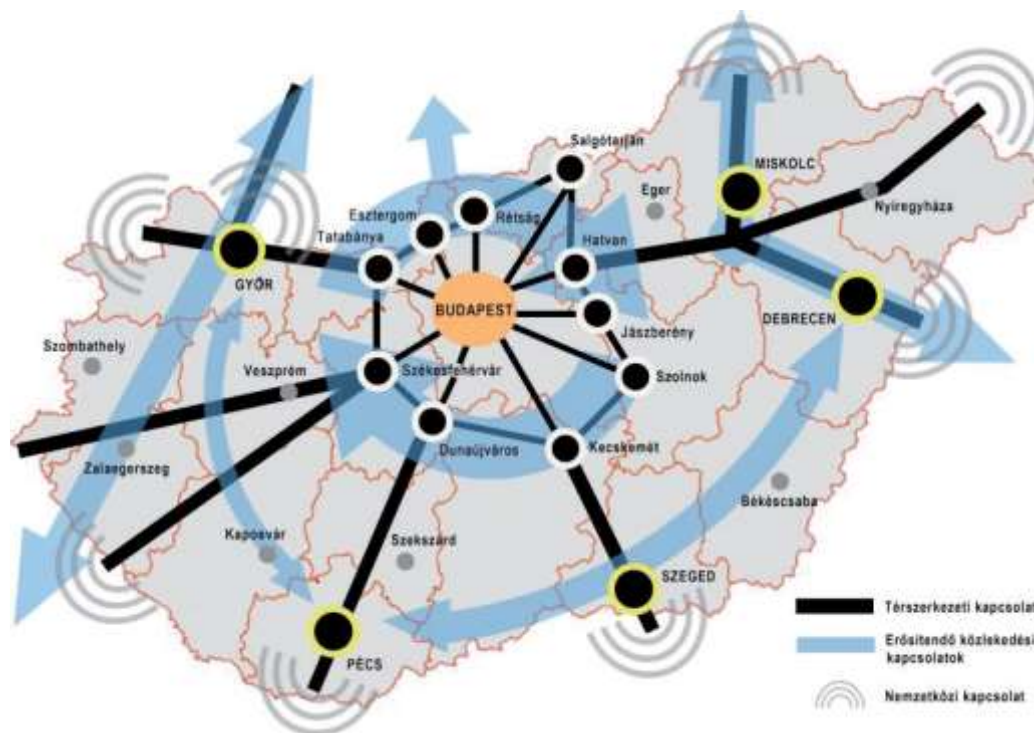 Salgótarján
MISKOLC
Eger
Nyíregyháza
Esztergom
Rétság
Tatabánya
Hatvan
GYŐR
BUDAPEST
DEBRECEN
Jászberény
Szombathely
Veszprém
Székesfehérvár
Szolnok
Dunaújváros
Kecskemét
Zalaegerszeg
Békéscsaba
Kaposvár
Szekszárd
SZEGED
PÉCS
Térszerkezeti kapcsolat
Erősítendő közlekedési
kapcsolatok
Nemzetközi kapcsolat